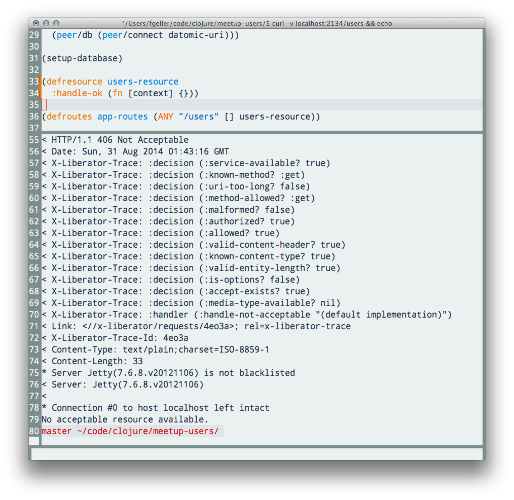 */Users/fgeller/code/clojure/meetup-users/$ curl -v localhost:2134/users && echo
29 (peer/db (peer/connect datomic-uri)))
30
31 (setup-database)
32
33 (defresource users-resource
34 :handle-ok (fn [context] {}))
35
36 (defroutes app-routes (ANY "/users" [] users-resource))
37
55 < HTTP/1.1 406 Not Acceptable
56 < Date: Sun, 31 Aug 2014 01:43:16 GMT
57 < X-Liberator-Trace: :decision (:service-available? true)
58 < X-Liberator-Trace: :decision (:known-method? :get)
59 < X-Liberator-Trace: :decision (:uri-too-long? false)
60 < X-Liberator-Trace: :decision (:method-allowed? :get)
61 < X-Liberator-Trace: :decision (:malformed? false)
62 < X-Liberator-Trace: :decision (:authorized? true)
63 < X-Liberator-Trace: :decision (:allowed? true)
64 < X-Liberator-Trace: :decision (:valid-content-header? true)
65 < X-Liberator-Trace: :decision (:known-content-type? true)
66 < X-Liberator-Trace: :decision (:valid-entity-length? true)
67 < X-Liberator-Trace: :decision (:is-options? false)
68 < X-Liberator-Trace: :decision (:accept-exists? true)
69 < X-Liberator-Trace: :decision (:media-type-available? nil)
70 < X-Liberator-Trace: :handler (:handle-not-acceptable "(default implementation)")
71 < Link: <//x-liberator/requests/4eo3a>; rel=x-liberator-trace
72 < X-Liberator-Trace-Id: 4eo3a
73 < Content-Type: text/plain;charset=ISO-8859-1
74 < Content-Length: 33
75 * Server Jetty(7.6.8.v20121106) is not blacklisted
76 < Server: Jetty(7.6.8.v20121106)
77 <
78 * Connection #0 to host localhost left intact
79 No acceptable resource available.
80 master ~/code/clojure/meetup-users/